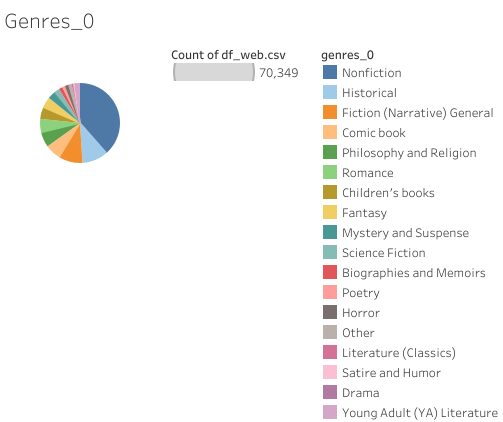 Genres_0
Count of df_web.csv
70,349
genres_0
Nonfiction
Historical
Fiction (Narrative) General
Comic book
Philosophy and Religion
Romance
Children's books
Fantasy
Mystery and Suspense
Science Fiction
Biographies and Memoirs
Poetry
Horror
Other
Literature (Classics)
Satire and Humor
Drama
Young Adult (YA) Literature